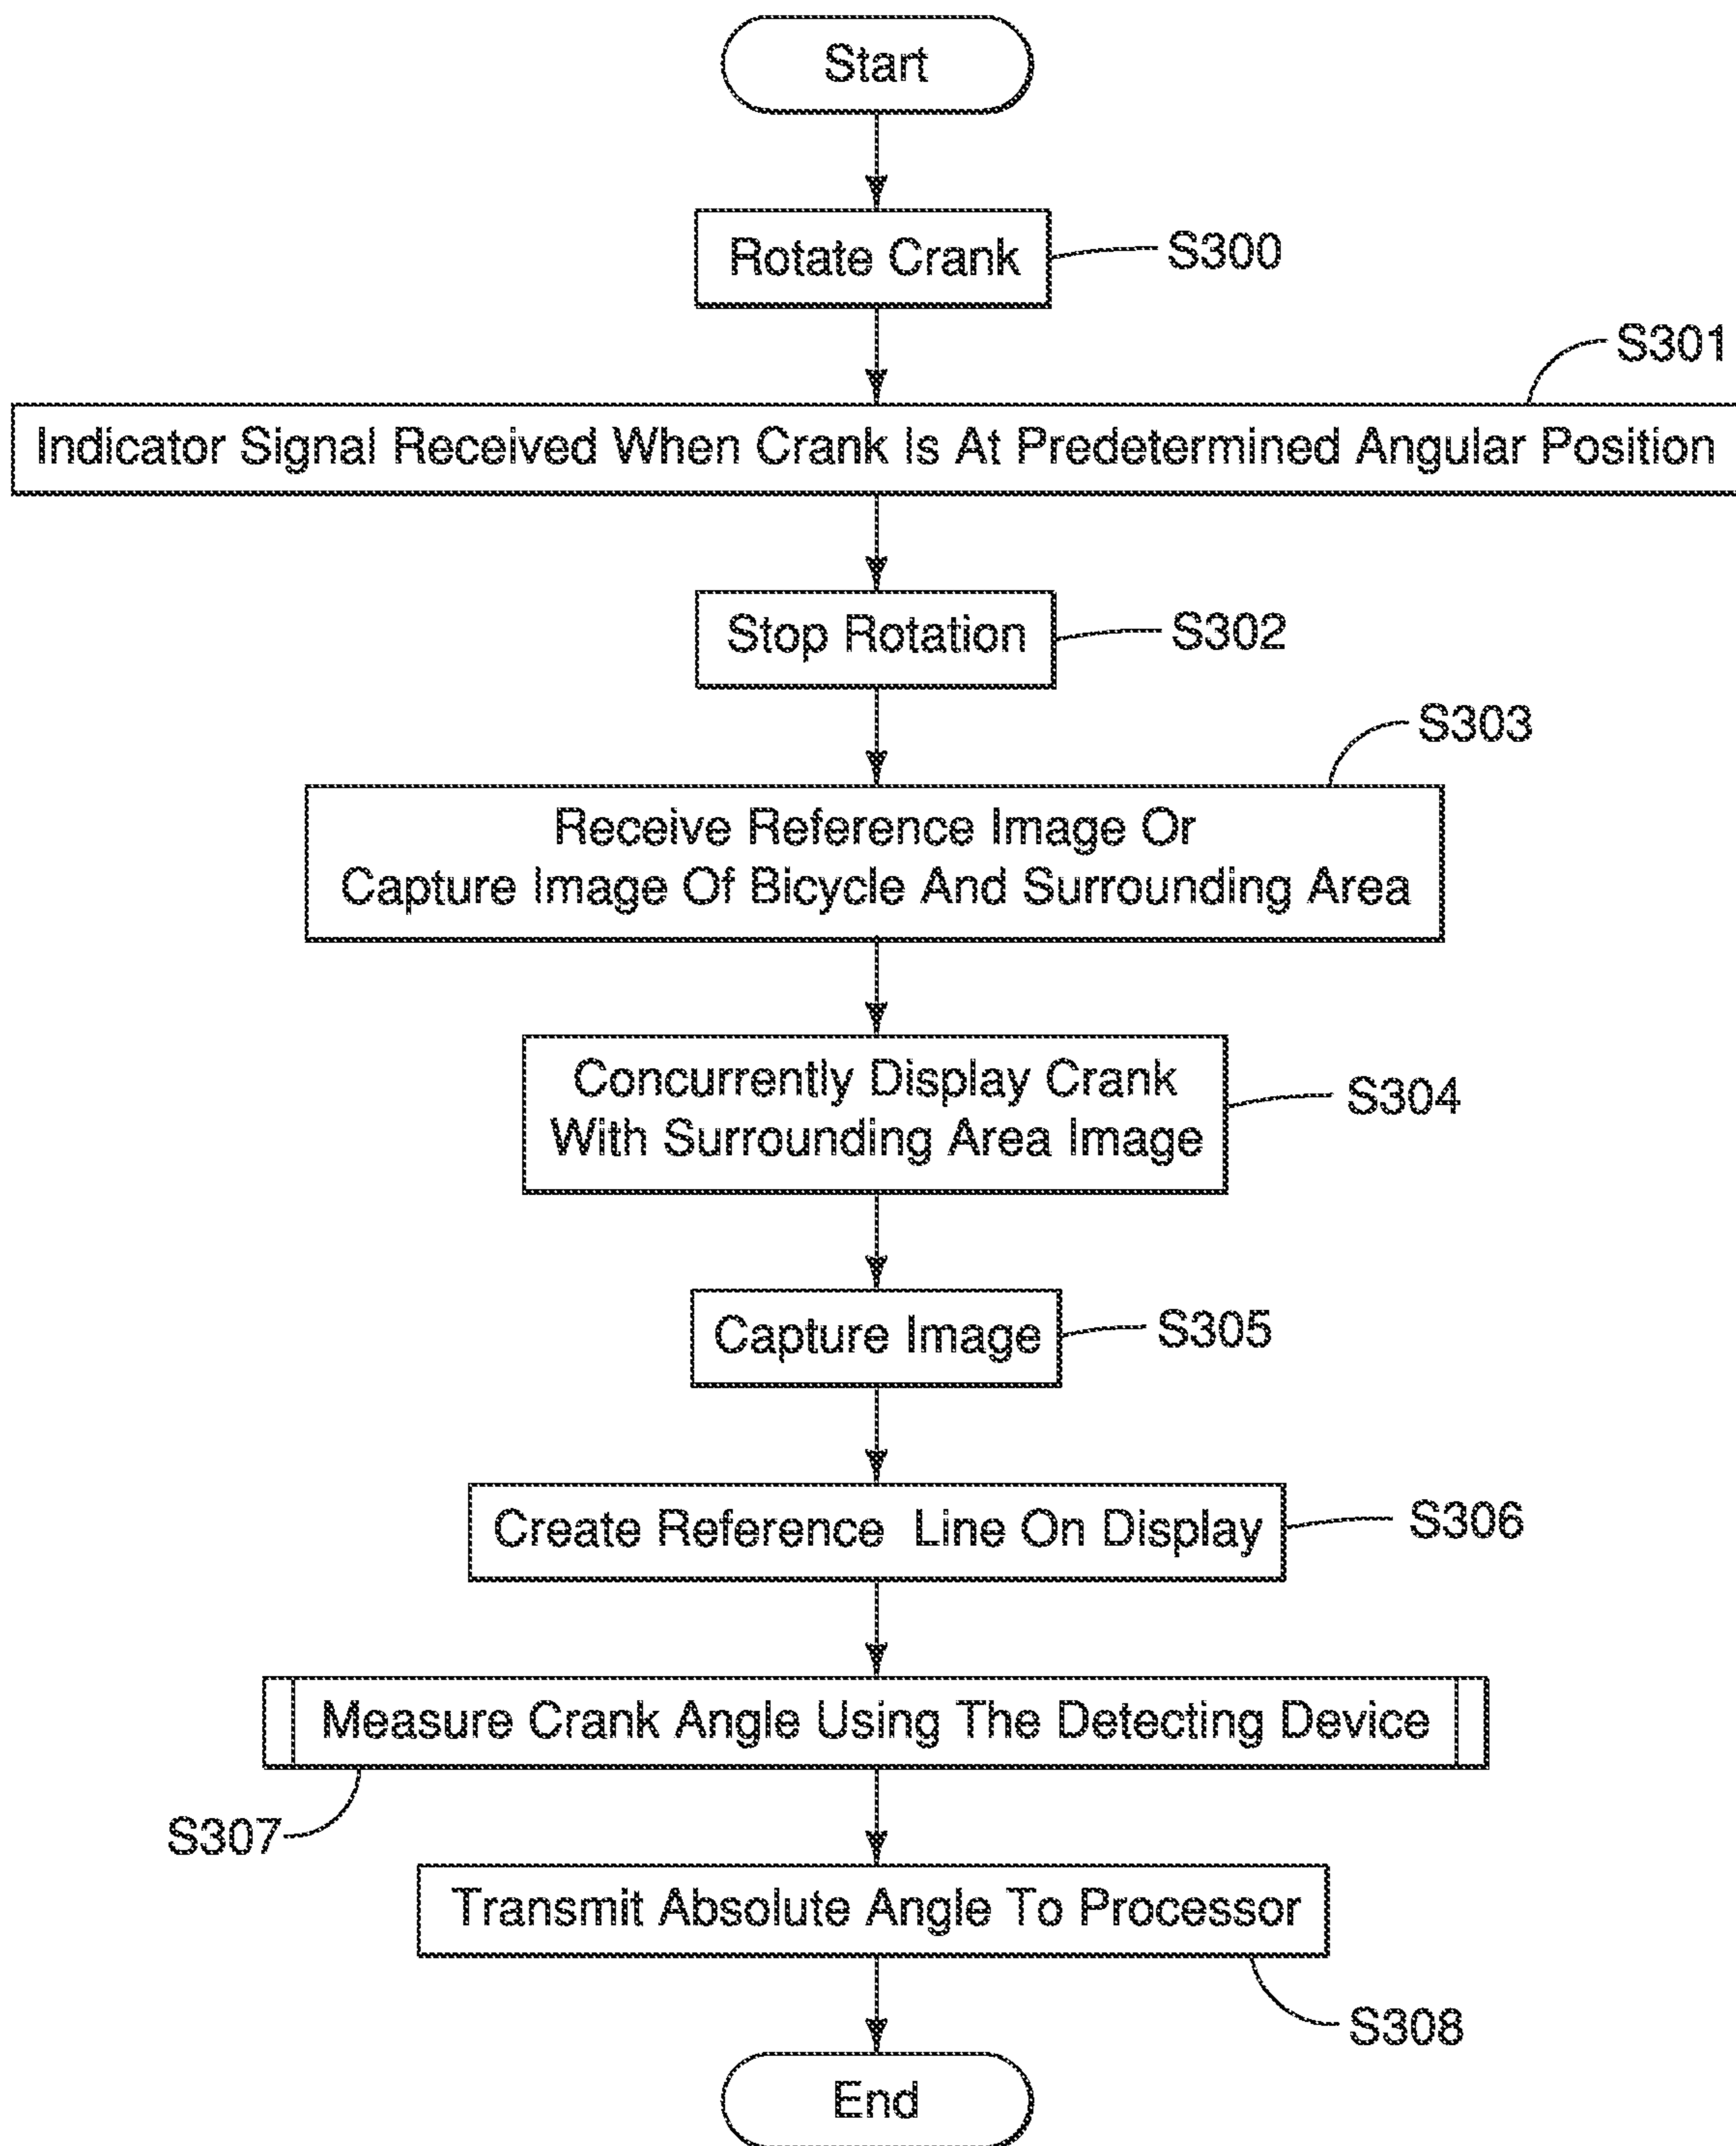 Start
Rotate Crank
S300
S301
Indicator Signal Received When Crank Is At Predetermined Angular Position
Stop Rotation
S302
S303
Receive Reference Image Or
Capture Image Of Bicycle And Surrounding Area
Concurrently Display Crank
With Surrounding Area Image
S304
Capture Image
S305
Create Reference Line On Display
S306
Measure Crank Angle Using The Detecting Device
S307
Transmit Absolute Angle To Processor
S308
End